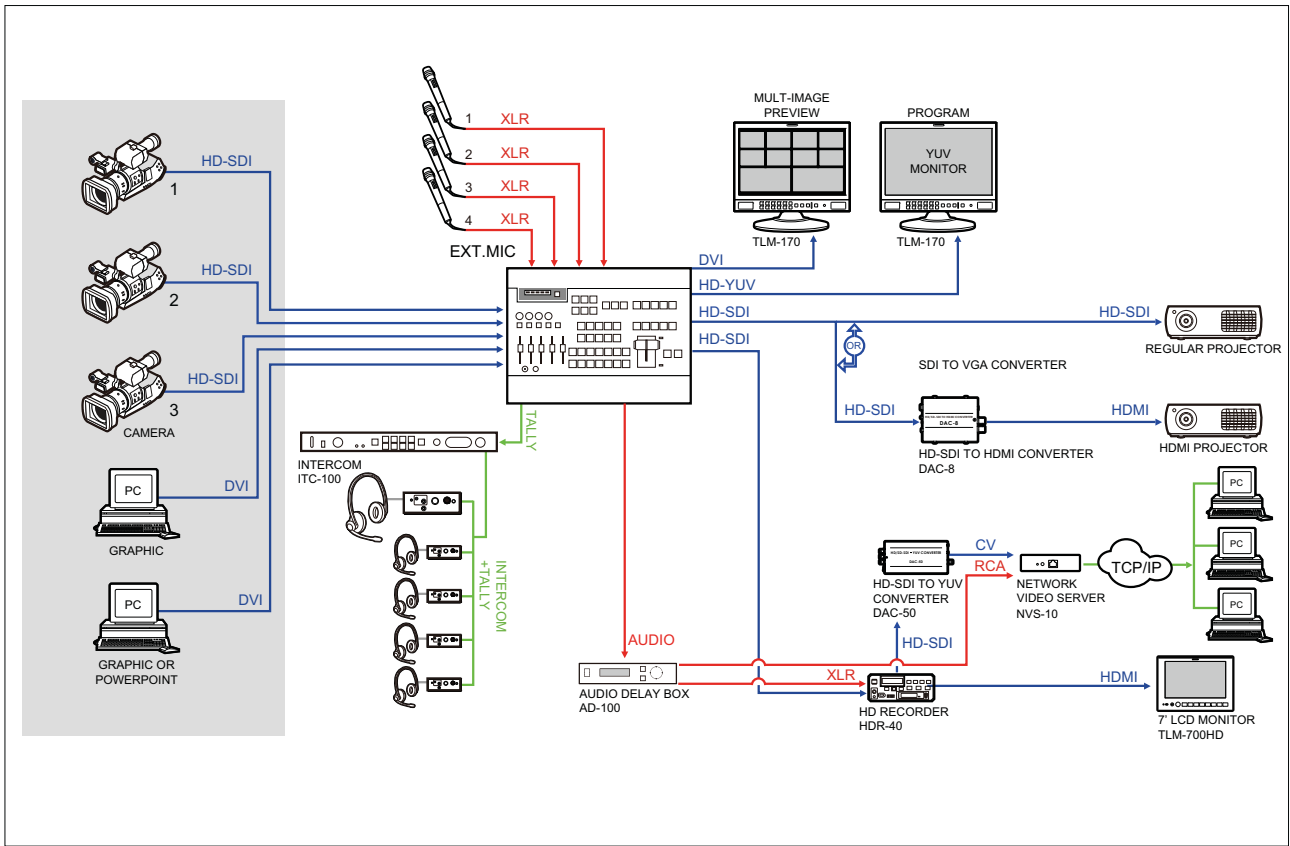 HD-SDI
1
HD-SDI
2
HD-SDI
3
CAMERA
PC
DVI
GRAPHIC
PC
DVI
GRAPHIC OR
POWERPOINT
1
XLR
2
XLR
3
XLR
4
XLR
EXT.MIC
MULT-IMAGE
PREVIEW
TLM-170
PROGRAM
YUV
MONITOR
TLM-170
DVI
HD-YUV
HD-SDI
HD-SDI
HD-SDI
REGULAR PROJECTOR
OR
SDI TO VGA CONVERTER
HD-SDI
DAC-8
HD-SDI TO HDMI CONVERTER
DAC-8
HDMI
HDMI PROJECTOR
TALLY
INTERCOM
ITC-100
INTERCOM
+TALLY
AUDIO
AUDIO DELAY BOX
AD-100
XLR
HD/SD-SDI YUV CONVERTER
HD-SDI TO YUV
CONVERTER
DAC-50
HD-SDI
CV
RCA
NETWORK
VIDEO SERVER
NVS-10
TCP/IP
PC
PC
PC
HD RECORDER
HDR-40
HDMI
7' LCD MONITOR
TLM-700HD